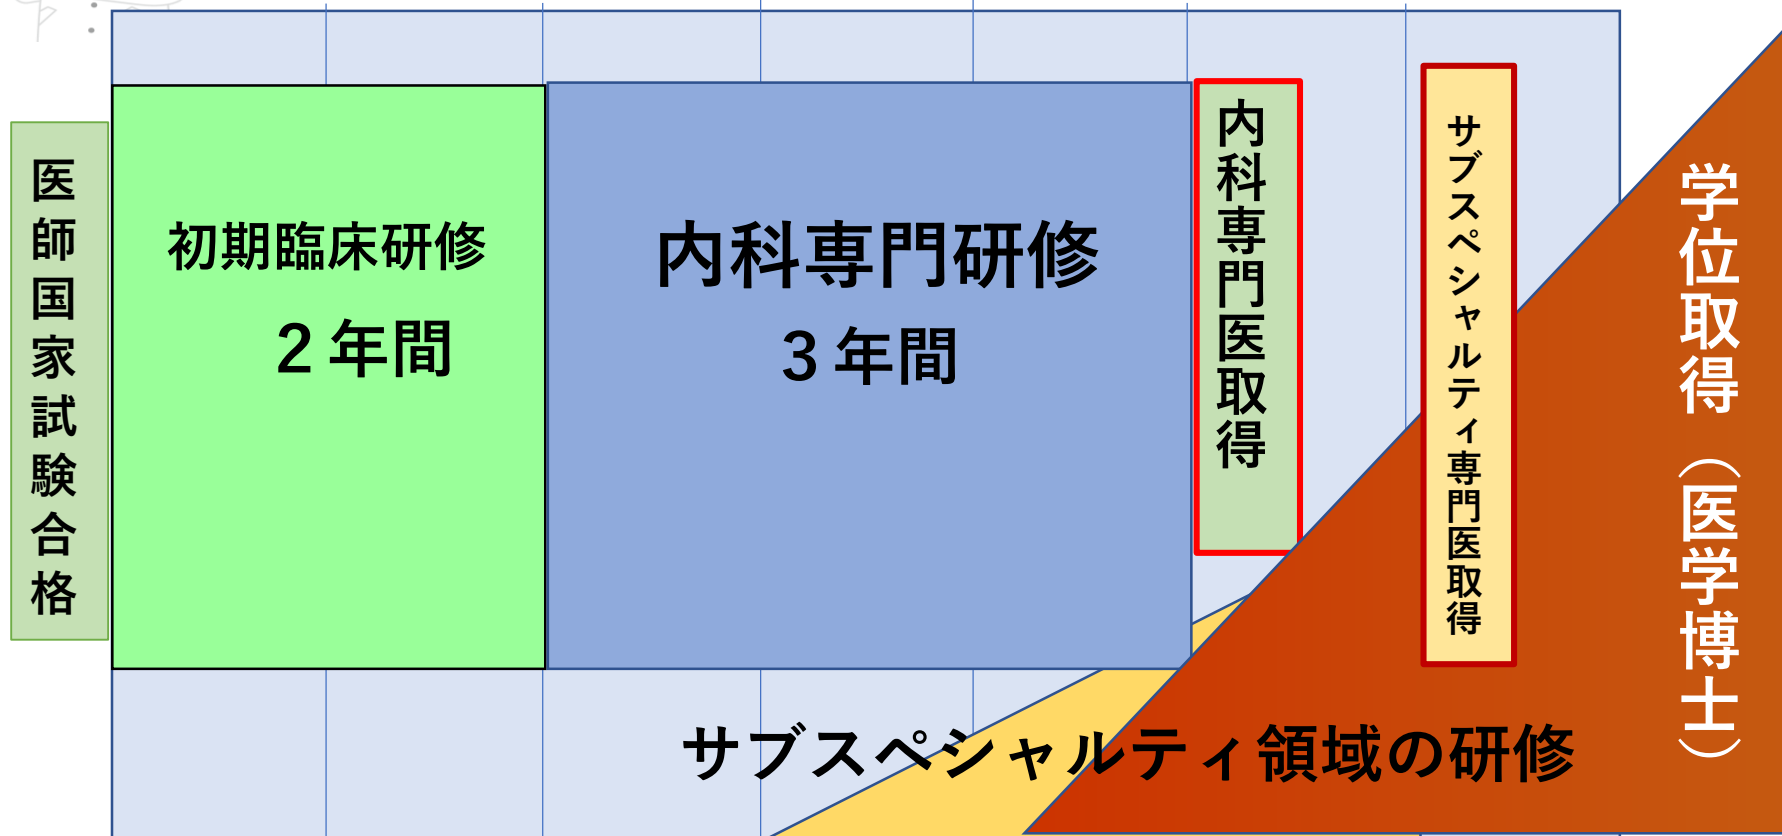 医師国家試験合格
初期臨床研修
2年間
内科専門研修
3年間
内科専門医取得
サブスペシャルティ専門医取得
学位取得（医学博士）
サブスペシャルティ領域の研修